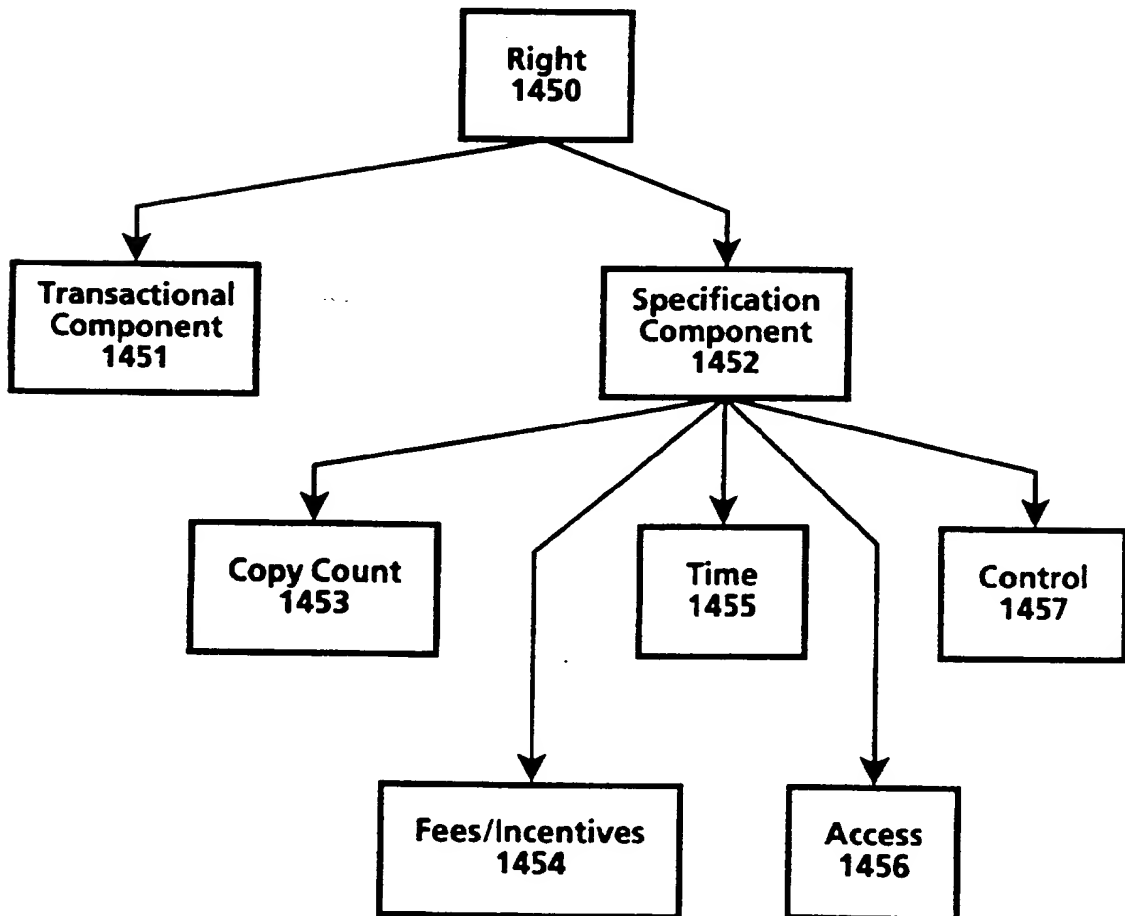 Right
1450
Transactional
Component
1451
Specification
Component
1452
Copy Count
1453
Time
1455
Control
1457
Fees/Incentives
1454
Access
1456